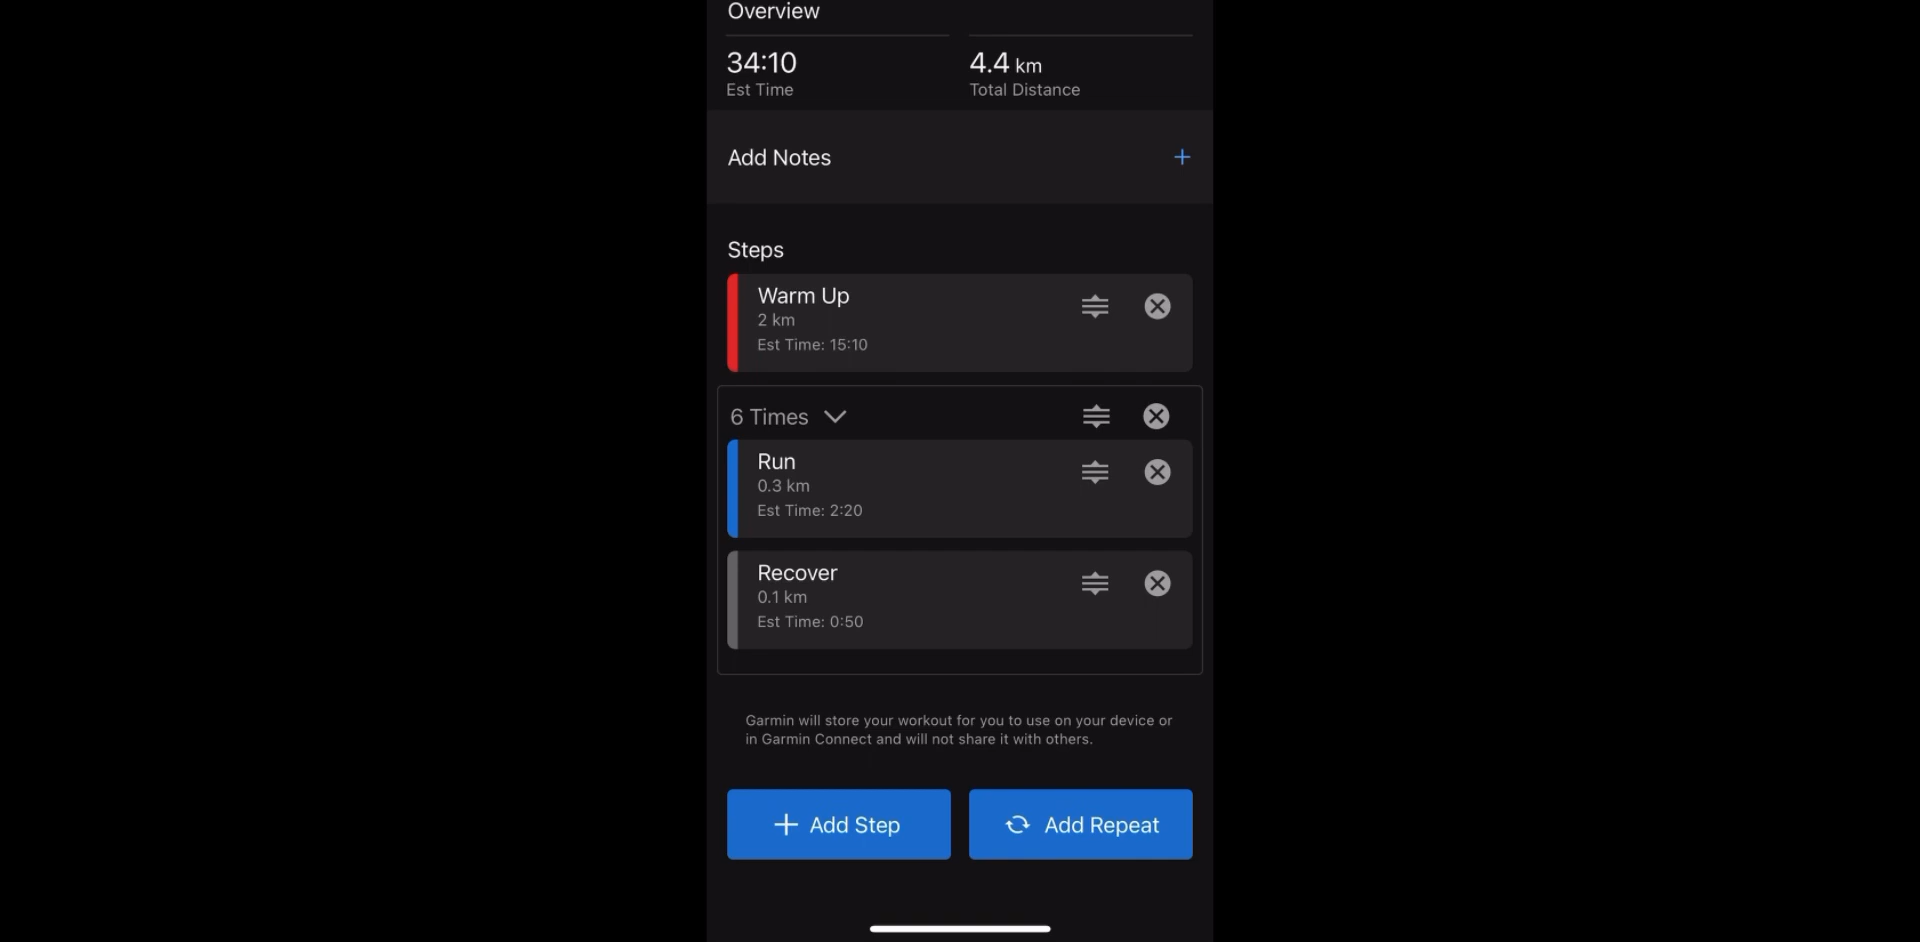 Overview
34:10
Est Time
4.4 km
Total Distance
Add Notes
Steps
Warm Up
2 km
Est Time: 15:10
6 Times
Run
0.3 km
Est Time: 2:20
Recover
0.1 km
Est Time: 0:50
Garmin will store your workout for you to use on your device or
in Garmin Connect and will not share it with others.
Add Step
Add Repeat